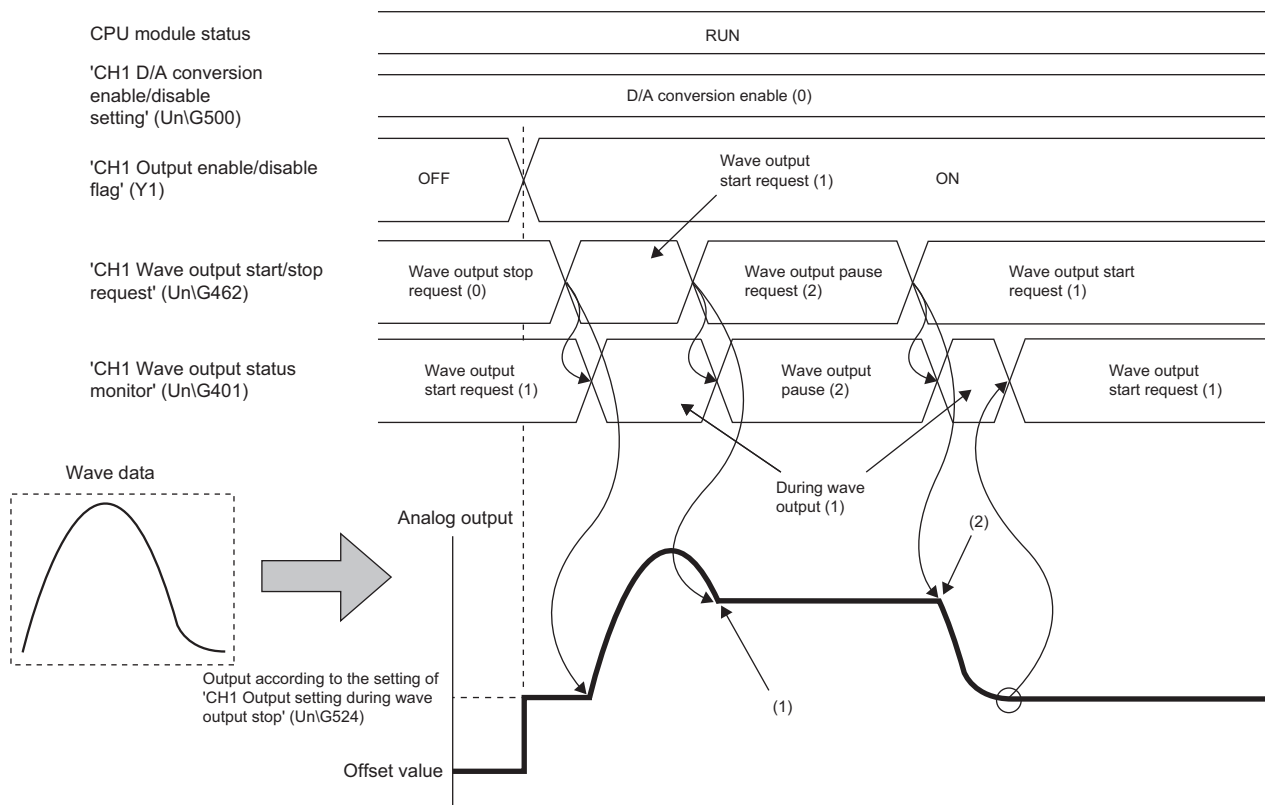 CPU module status
RUN
'CH1 D/A conversion
enable/disable
setting' (Un\G500)
D/A conversion enable (0)
'CH1 Output enable/disable
flag' (Y1)
OFF
Wave output
start request (1)
ON
'CH1 Wave output start/stop
request' (Un\G462)
Wave output stop
request (0)
Wave output pause
request (2)
Wave output start
request (1)
'CH1 Wave output status
monitor' (Un\G401)
Wave output
start request (1)
Wave output
pause (2)
Wave output
start request (1)
Wave data
During wave
output (1)
Analog output
(2)
Output according to the setting of
'CH1 Output setting during wave
output stop' (Un\G524)
(1)
Offset value